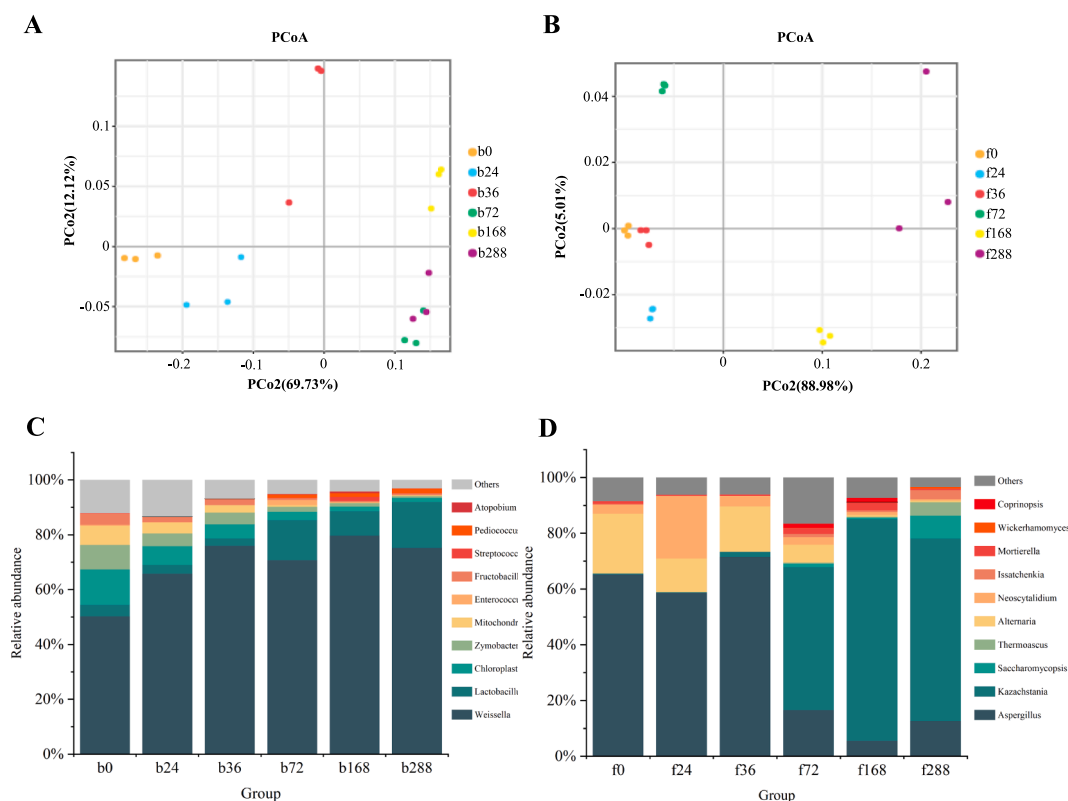 A
PCoA
PCo2(12.12%)
0.1
0.05
0
-0.05
-0.2
-0.1
0
0.1
PCo2(69.73%)
b0
b24
b36
b72
b168
b288
B
PCoA
PCo2(5.01%)
0.04
0.02
0
-0.02
0
0.1
0.2
PCo2(88.98%)
f0
f24
f36
f72
f168
f288
C
Relative abundance
100%
80%
60%
40%
20%
0%
b0
b24
b36
b72
b168
b288
Group
Others
Atopobium
Pediococcu
Streptococc
Fructobacill
Enterococcu
Mitochondr
Zymobacter
Chloroplast
Lactobacillu
Weissella
D
Relative abundance
100%
80%
60%
40%
20%
0%
f0
f24
f36
f72
f168
f288
Group
Others
Coprinopsis
Wickerhamomyces
Mortierella
Issatchenkia
Neoscytalidium
Alternaria
Thermoascus
Saccharomycopsis
Kazachstania
Aspergillus